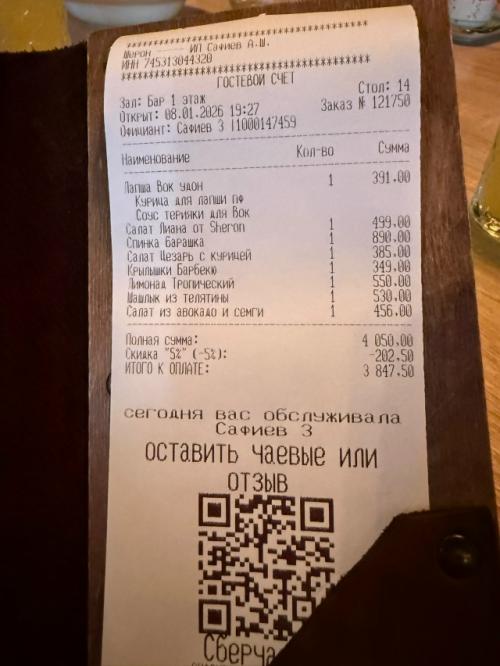 ************************************
Шерон ------ ИП Сафиев А.Ш.
ИНН 745313044320
************************************
ГОСТЕВОЙ СЧЕТ
Зал: Бар 1 этаж Стол: 14
Открыт: 08.01.2026 19:27 Заказ № 121750
Официант: Сафиев З |1000147459
Наименование Кол-во Сумма
Лапша Вок удон 1 391.00
Курица для лапши пф
Соус терияки для Вок
Салат Лиана от Sheron 1 499.00
Спинка барашка 1 890.00
Салат Цезарь с курицей 1 385.00
Крылышки Барбекю 1 349.00
Лимонад Тропический 1 550.00
Шашлык из телятины 1 530.00
Салат из авокадо и семги 1 456.00
Полная сумма: 4 050.00
Скидка "5%" (-5%): -202.50
ИТОГО К ОПЛАТЕ: 3 847.50
сегодня вас обслуживала
Сафиев З
оставить чаевые или
отзыв
Сберча